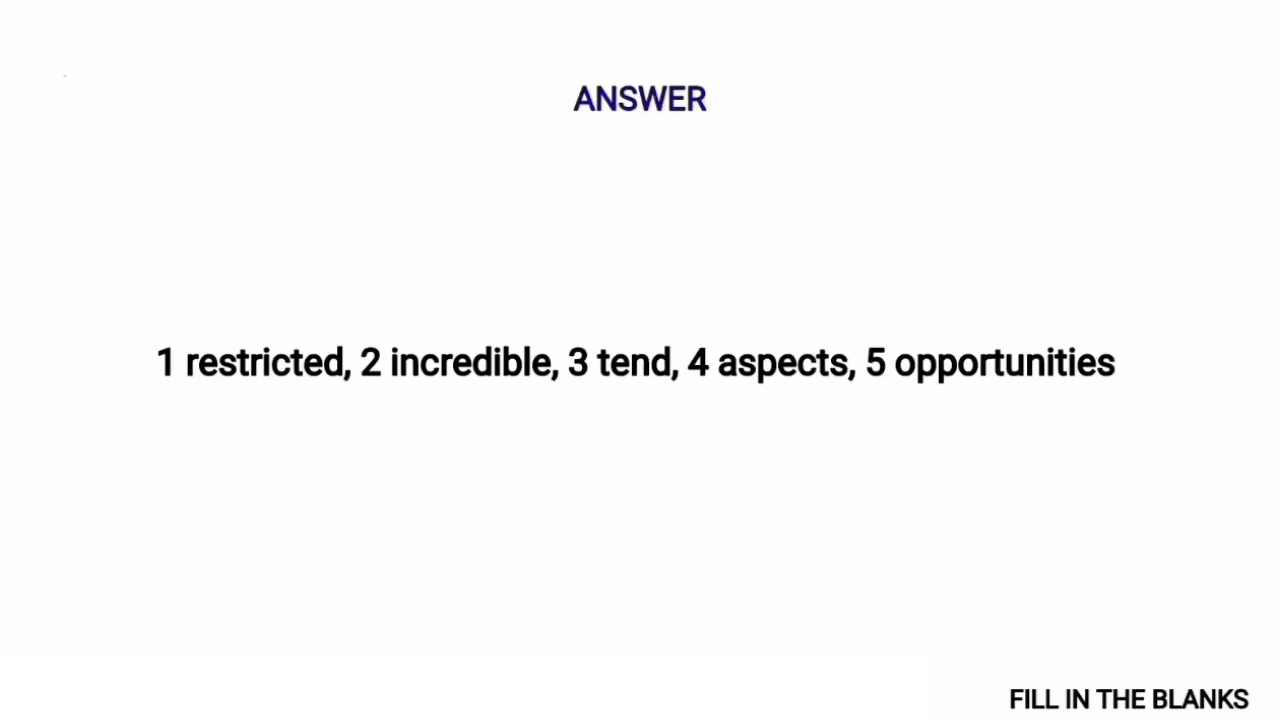 ANSWER
1 restricted, 2 incredible, 3 tend, 4 aspects, 5 opportunities
FILL IN THE BLANKS